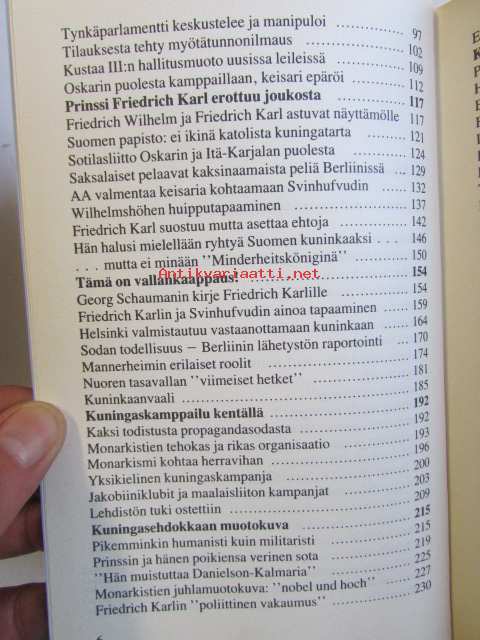 Tynkäparlamentti keskustelee ja manipuloi ........ 97
Tilauksesta tehty myötätunnonilmaus ........ 102
Kustaa III:n hallitusmuoto uusissa leileissä ........ 109
Oskarin puolesta kamppaillaan, keisari epäröi ........ 112
Prinssi Friedrich Karl erottuu joukosta ........ 117
Friedrich Wilhelm ja Friedrich Karl astuvat näyttämölle 117
Suomen papisto: ei ikinä katolista kuningatarta ........ 121
Sotilasliitto Oskarin ja Itä-Karjalan puolesta ........ 124
Saksalaiset pelaavat kaksinaamaista peliä Berliinissä ... 129
AA valmentaa keisaria kohtaamaan Svinhufvudin ........ 132
Wilhelmshöhen huipputapaaminen ........ 137
Friedrich Karl suostuu mutta asettaa ehtoja ........ 142
Hän halusi mielellään ryhtyä Suomen kuninkaaksi . . . 146
. . . mutta ei minään ''Minderheitsköniginä'' ........ 150
Antikvariaatti.net
Tämä on vallankaappaus! ........ 154
Georg Schaumanin kirje Friedrich Karlille ........ 154
Friedrich Karlin ja Svinhufvudin ainoa tapaaminen ........ 159
Helsinki valmistautuu vastaanottamaan kuninkaan ........ 164
Sodan todellisuus – Berliinin lähetystön raportointi ... 170
Mannerheimin erilaiset roolit ........ 174
Nuoren tasavallan ''viimeiset hetket'' ........ 181
Kuninkaanvaali ........ 185
Kuningaskamppailu kentällä ........ 192
Kaksi todistusta propagandasodasta ........ 192
Monarkistien tehokas ja rikas organisaatio ........ 193
Monarkismi kohtaa herravihan ........ 196
Yksikielinen kuningaskampanja ........ 200
Jakobiiniklubit ja maalaisliiton kampanjat ........ 203
Lehdistön tuki ostettiin ........ 209
Kuningasehdokkaan muotokuva ........ 215
Pikemminkin humanisti kuin militaristi ........ 215
Prinssin ja hänen poikiensa verinen sota ........ 219
''Hän muistuttaa Danielson-Kalmaria'' ........ 225
Monarkistien juhlamuotokuva: ''nobel und hoch'' ... 227
Friedrich Karlin ''poliittinen vakaumus'' ........ 230